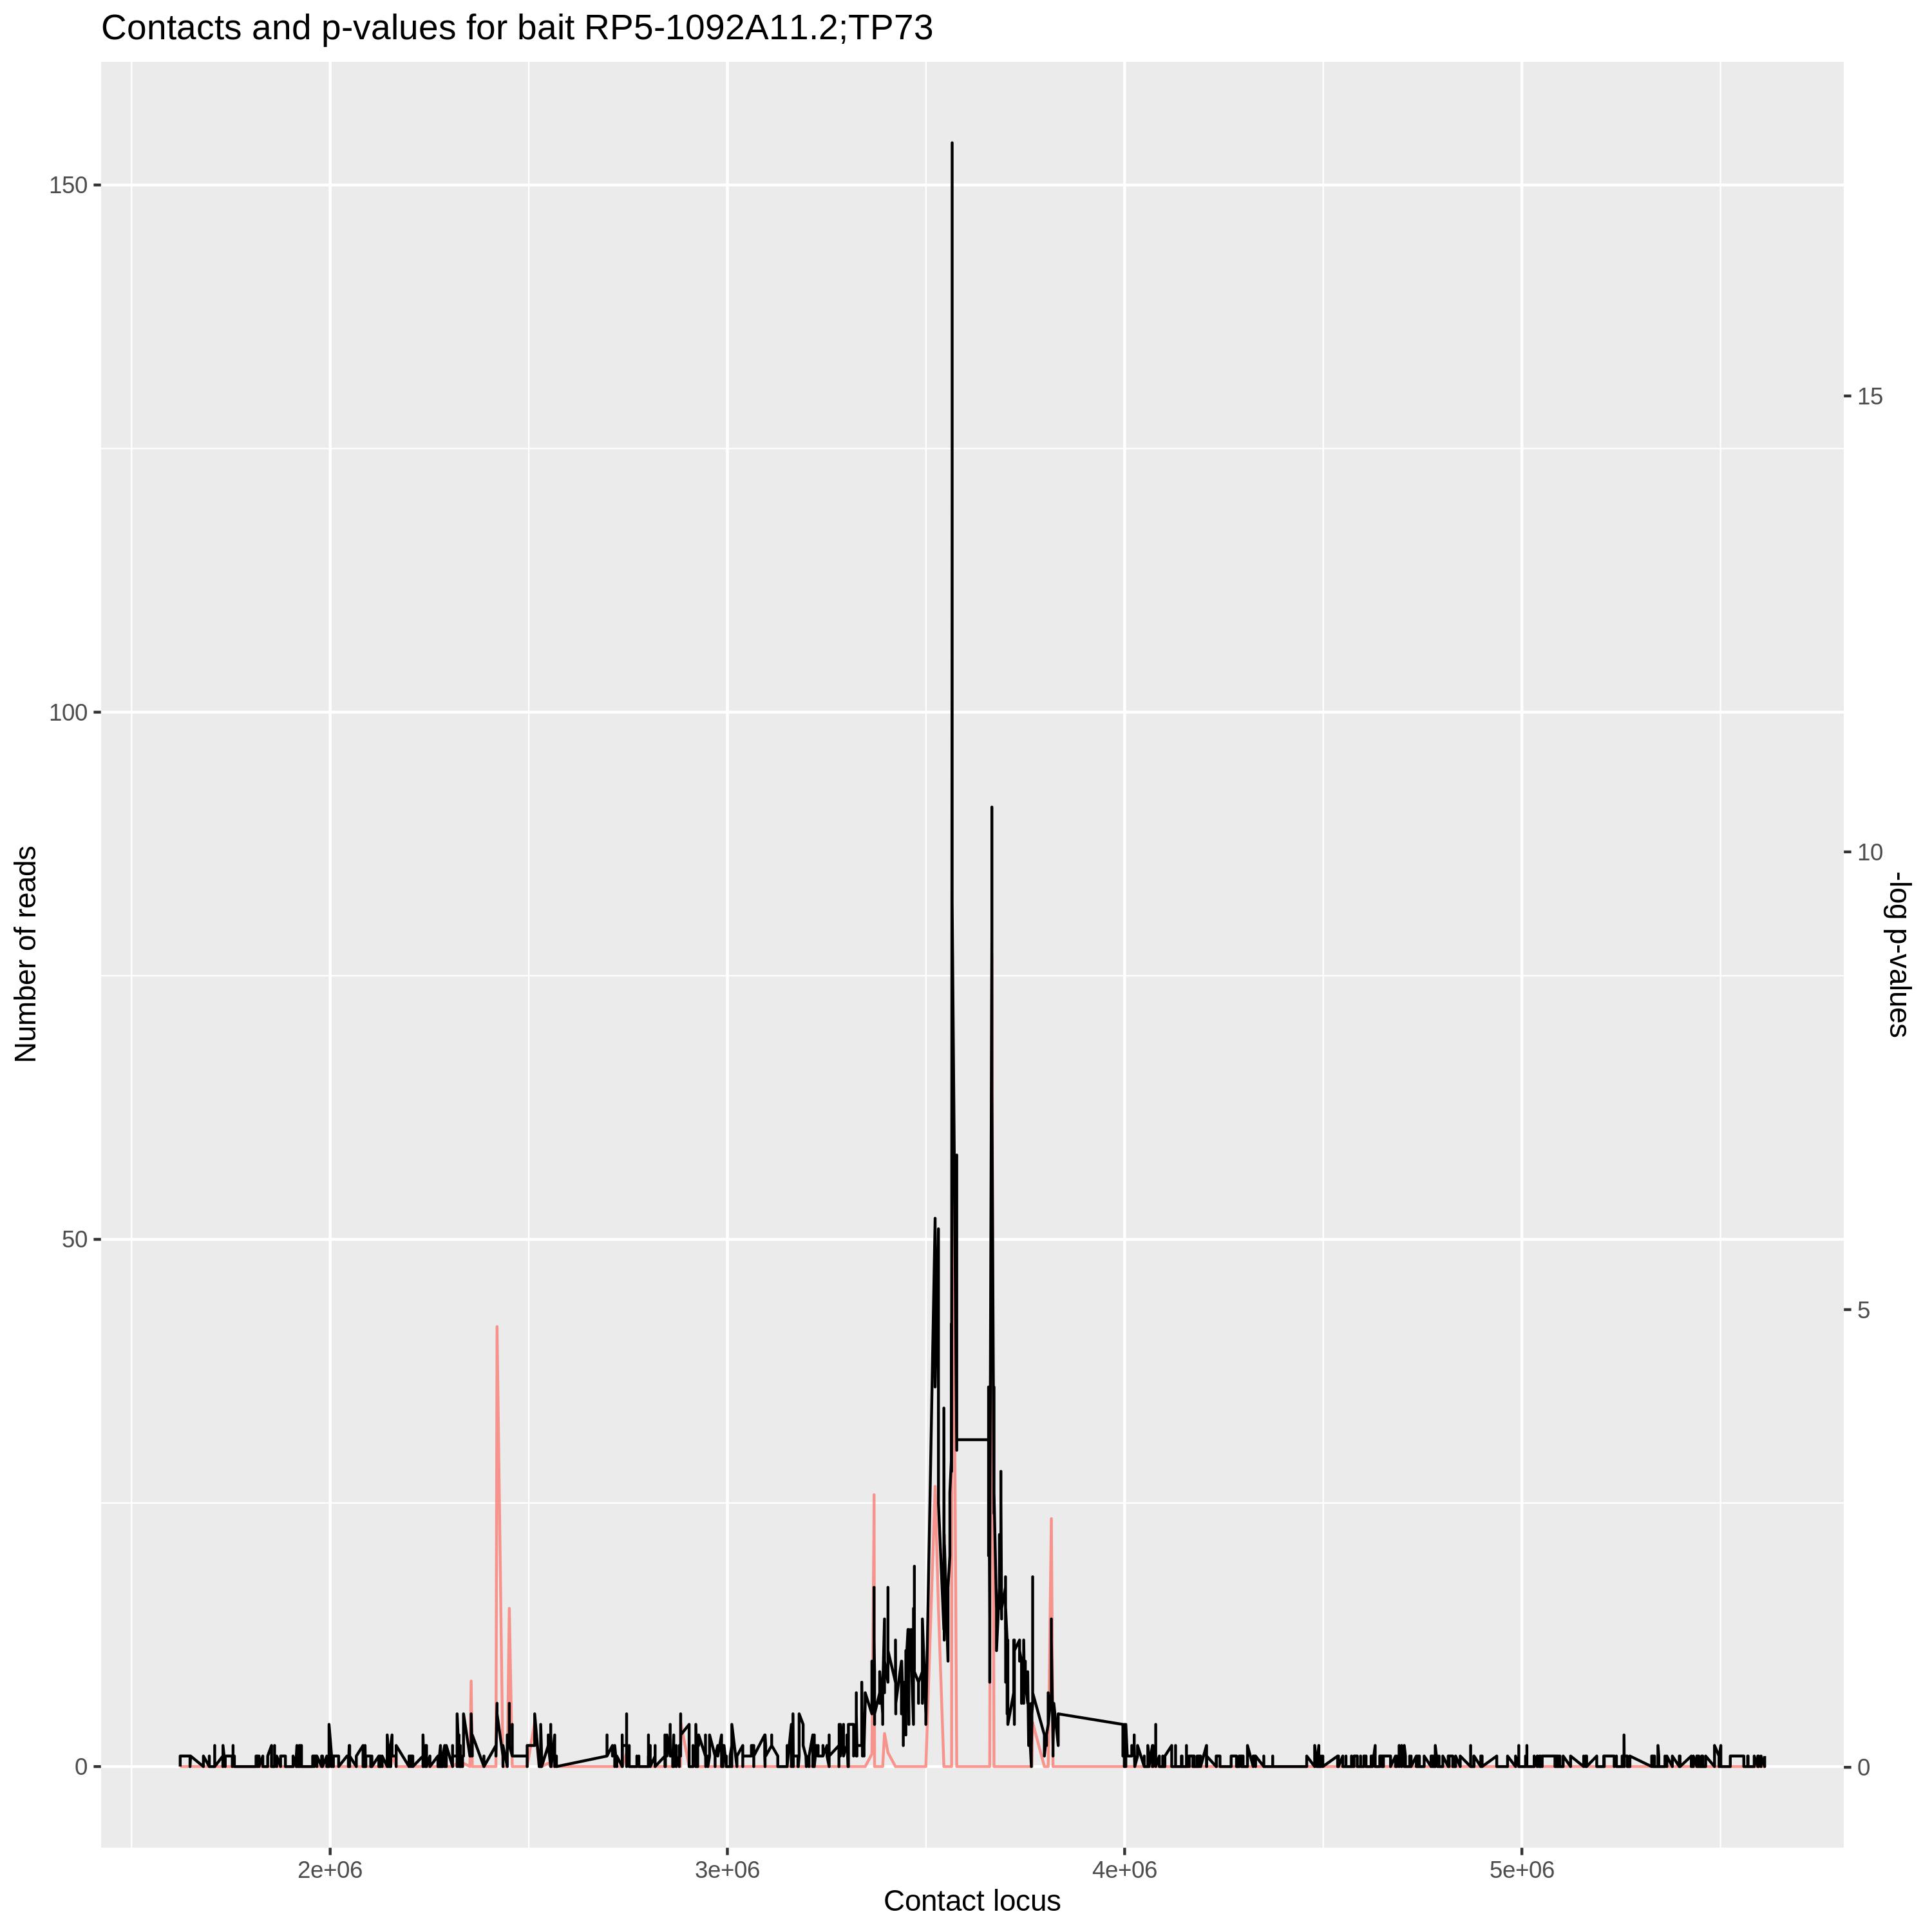 Contacts and p-values for bait RP5-1092A11.2;TP73
150
100
50
0
Number of reads
15
10
5
0
-log p-values
2e+06 3e+06 4e+06 5e+06
Contact locus